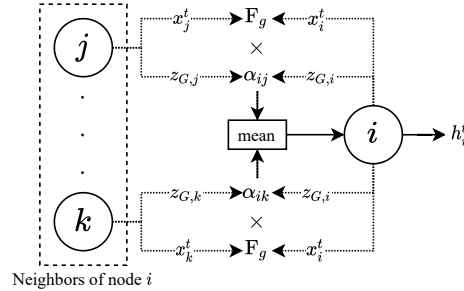 x_j^t F_g x_i^t
j ×
z_{G,j} α_{ij} z_{G,i}
mean i h_i^t
z_{G,k} α_{ik} z_{G,i}
k ×
x_k^t F_g x_i^t
Neighbors of node i